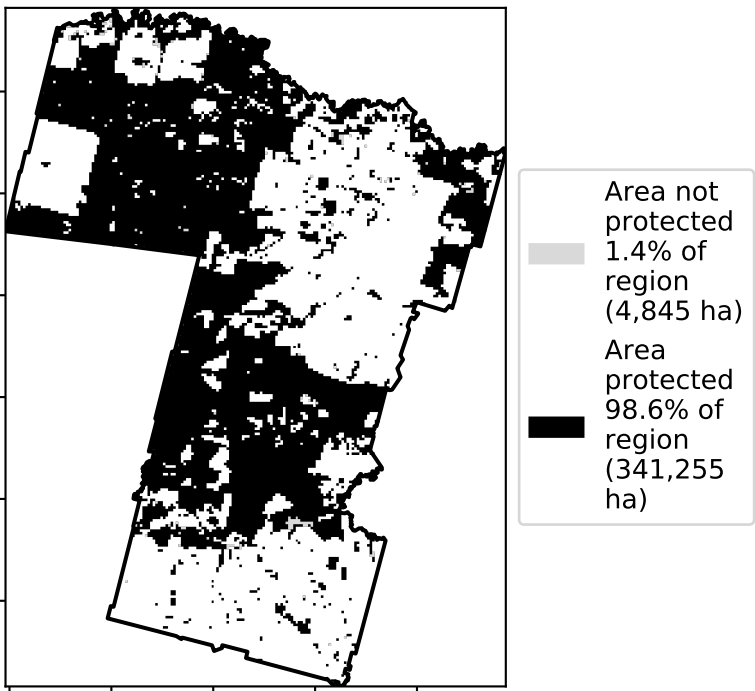 Area not
protected
1.4% of
region
(4,845 ha)
Area
protected
98.6% of
region
(341,255
ha)